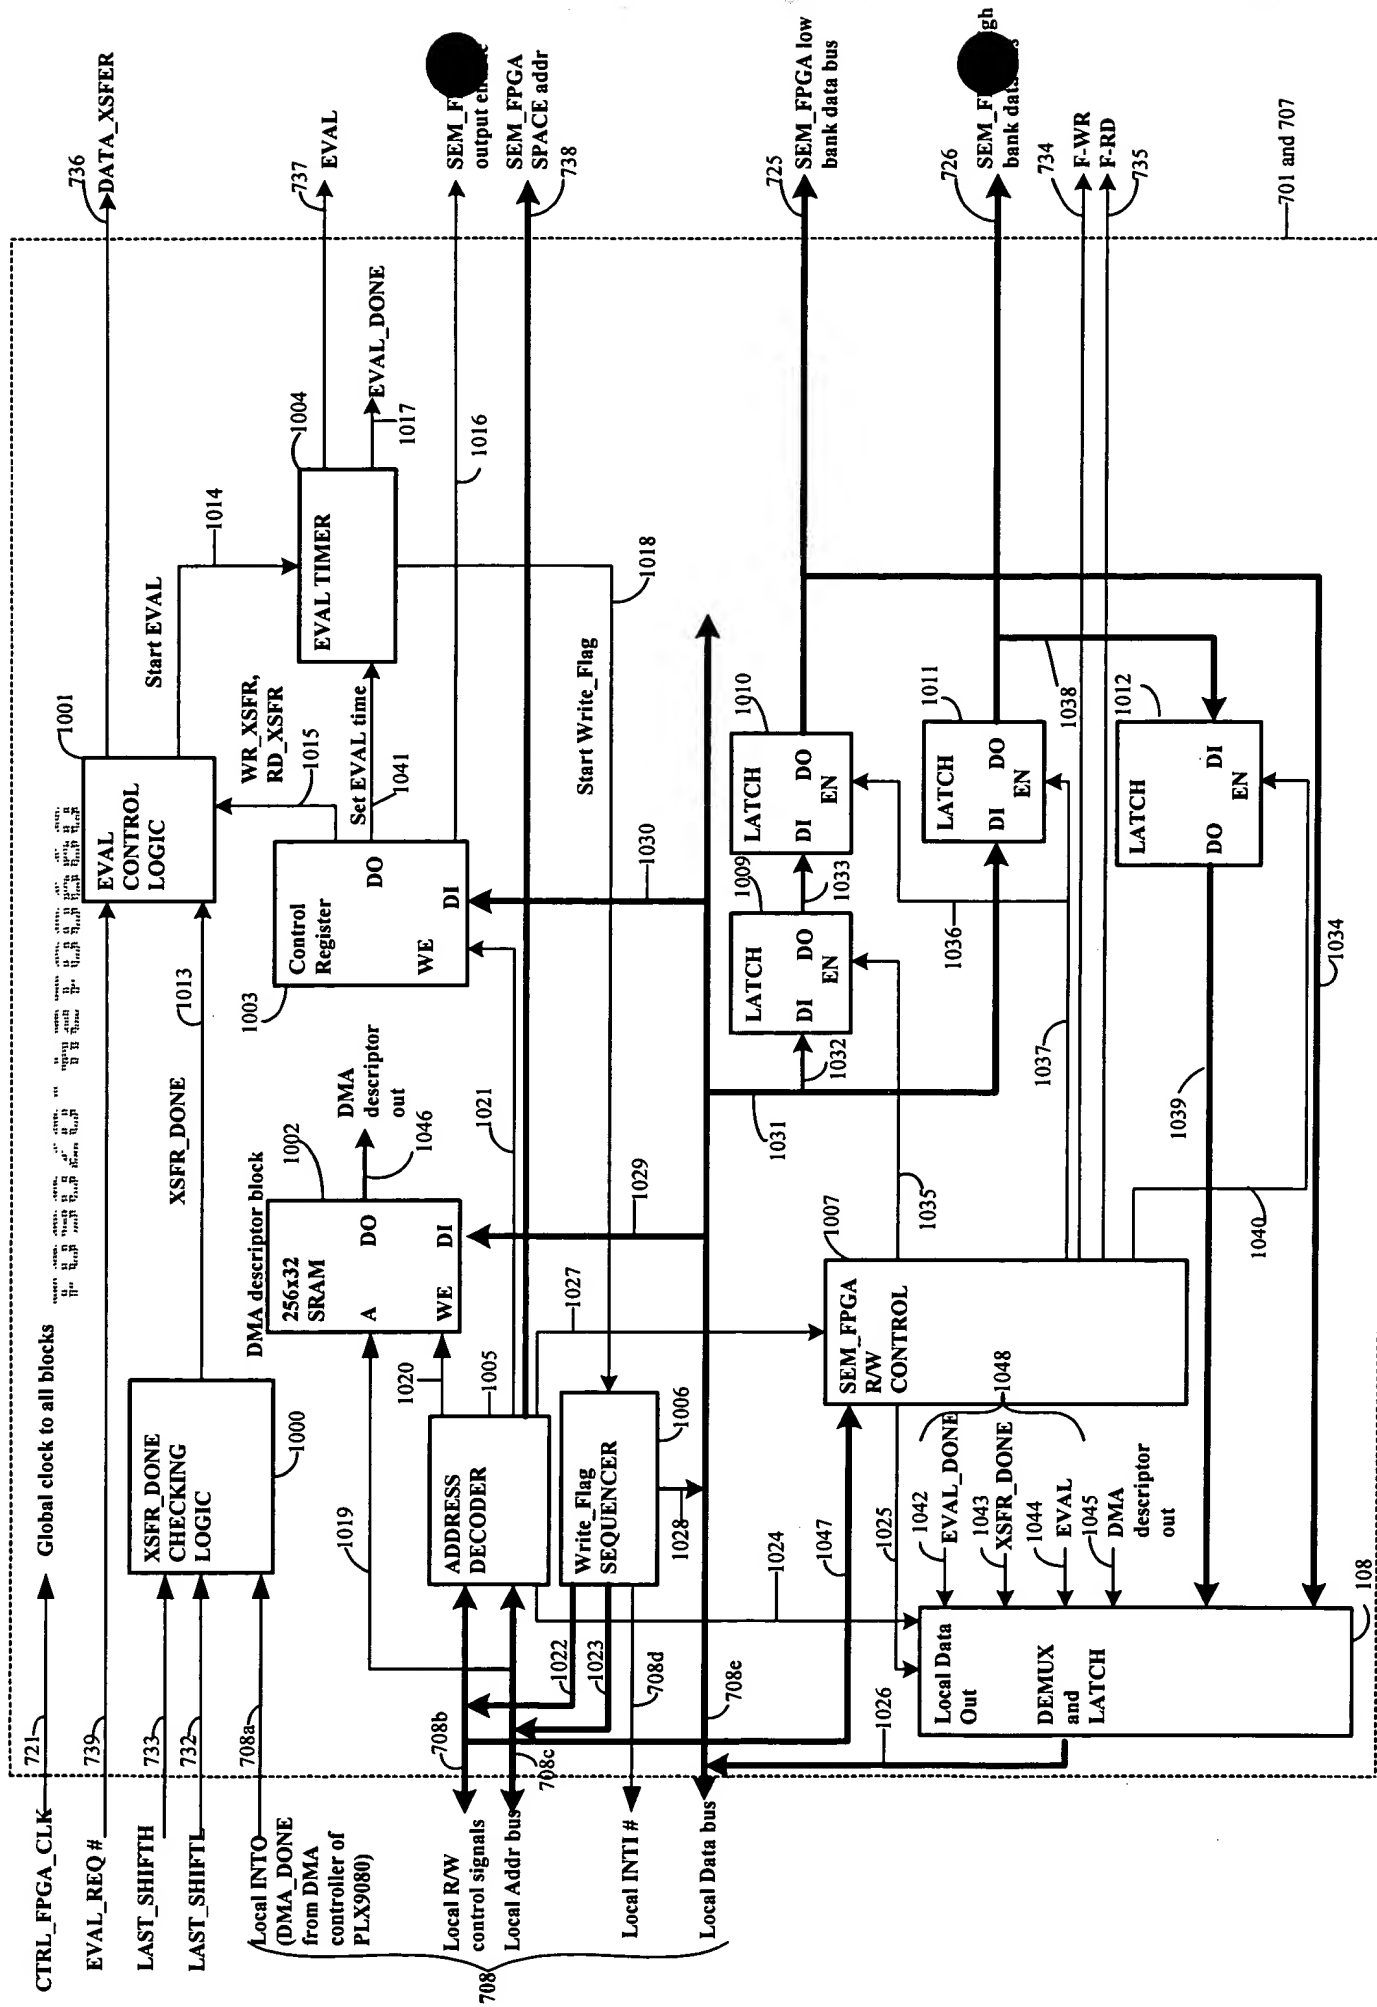 CTRL_FPGA_CLK
721
Global clock to all blocks
EVAL_REQ #
739
LAST_SHIFTH
733
LAST_SHIFTL
732
Local INTO
(DMA_DONE
from DMA
controller of
PLX9080)
708a
708
Local R/W
control signals
708b
Local Addr bus
708c
Local INTI #
708d
Local Data bus
708e
XSFR_DONE
CHECKING
LOGIC
1000
XSFR_DONE
1013
EVAL
CONTROL
LOGIC
1001
736
DATA_XSFER
Start EVAL
1014
WR_XSFR,
RD_XSFR
1015
EVAL TIMER
1004
737
EVAL
EVAL_DONE
1017
Set EVAL time
1041
1016
output
SEM_FPGA
SPACE addr
738
DMA descriptor block
256x32
SRAM
A
DO
WE
DI
1002
DMA
descriptor
out
1046
Control
Register
DO
WE
DI
1003
1019
1020
1021
ADDRESS
DECODER
1005
Write_Flag
SEQUENCER
1006
1022
1023
1027
1028
1029
1030
Start Write_Flag
1018
LATCH
DI
DO
EN
1009
LATCH
DI
DO
EN
1010
LATCH
DI
DO
EN
1011
LATCH
DO
DI
EN
1012
1031
1032
1033
1034
1035
1036
1037
1038
1039
1040
725
SEM_FPGA low
bank data bus
726
bank data
734
F-WR
F-RD
735
701 and 707
SEM_FPGA
R/W
CONTROL
1007
1047
1024
1025
1026
1042
EVAL_DONE
1043
XSFR_DONE
1044
EVAL
1045
DMA
descriptor
out
1048
Local Data
Out
DEMUX
and
LATCH
108